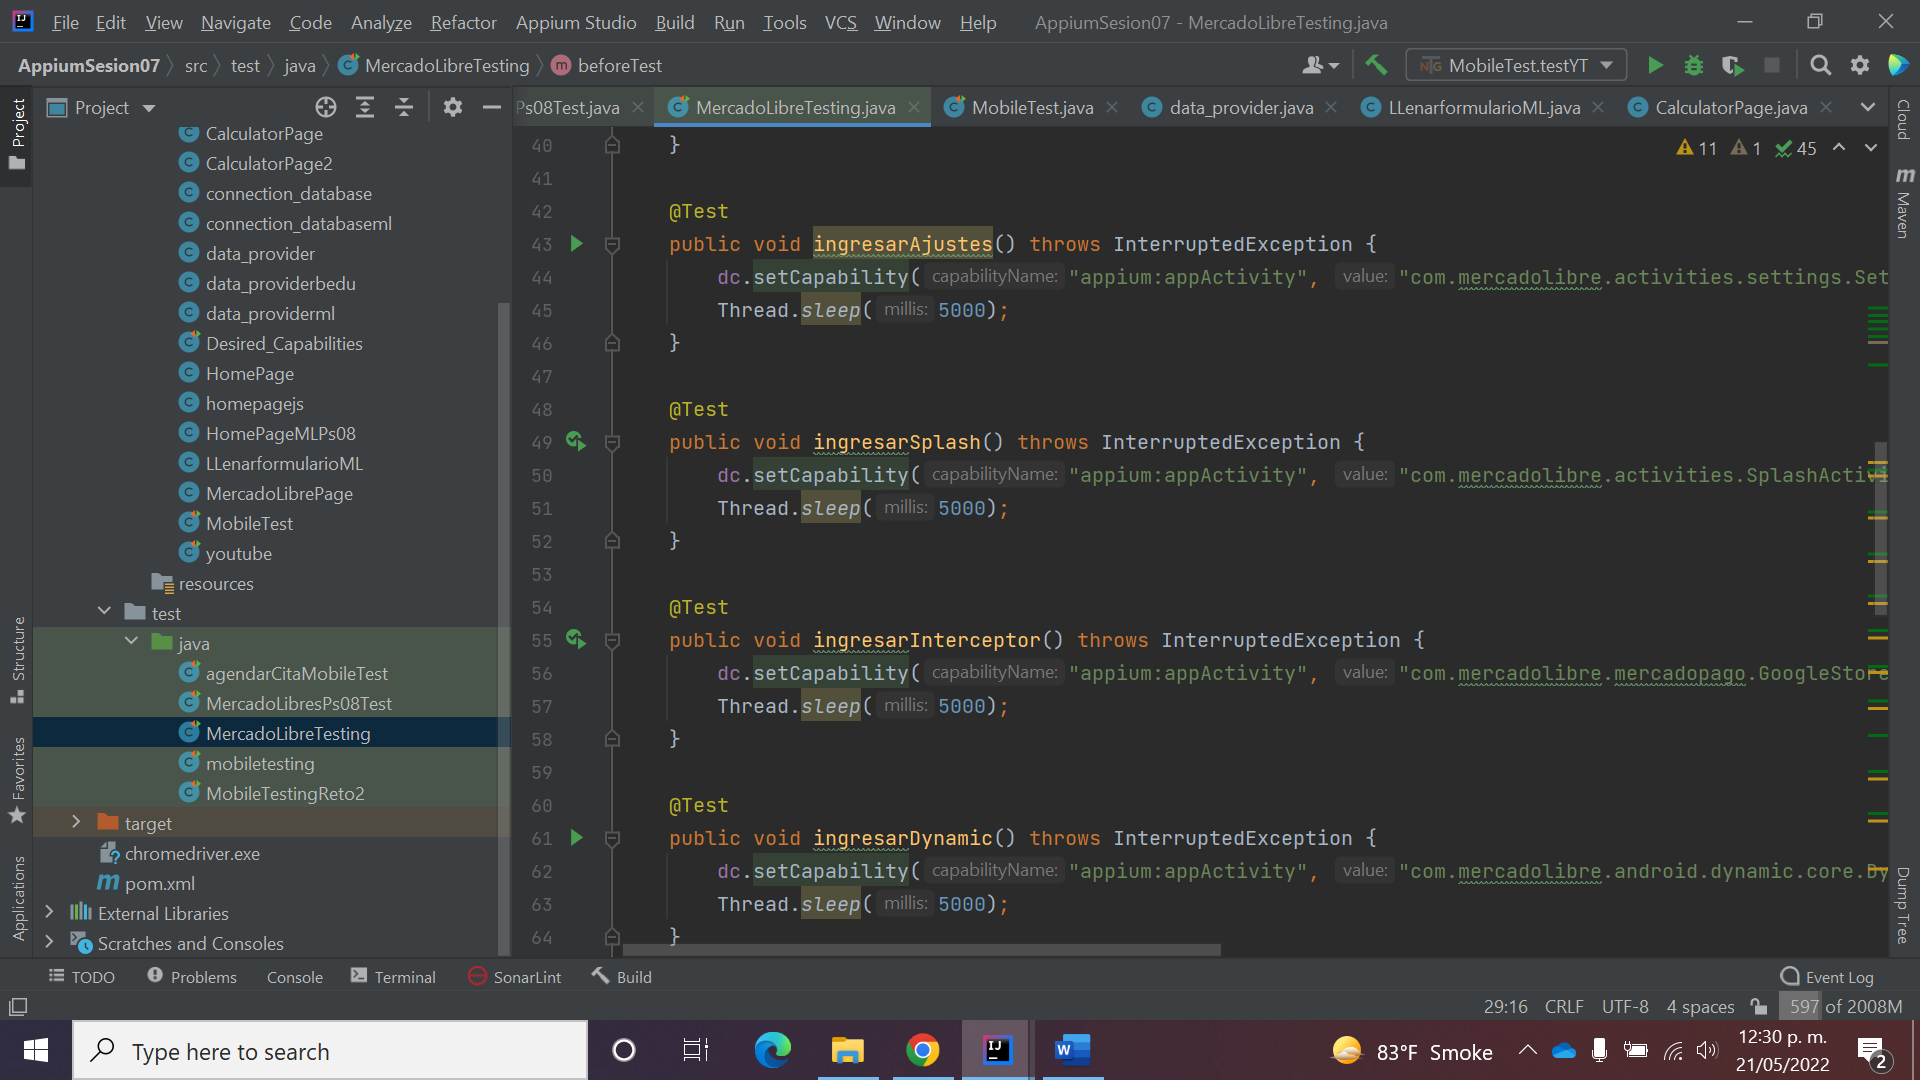 File Edit View Navigate Code Analyze Refactor Appium Studio Build Run Tools VCS Window Help AppiumSesion07 - MercadoLibreTesting.java
AppiumSesion07 src test java MercadoLibreTesting beforeTest MobileTest.testYT
Project
Ps08Test.java MercadoLibreTesting.java MobileTest.java data_provider.java LLenarformularioML.java CalculatorPage.java
Project
Structure
Favorites
Applications
CalculatorPage
CalculatorPage2
connection_database
connection_databaseml
data_provider
data_providerbedu
data_providerml
Desired_Capabilities
HomePage
homepagejs
HomePageMLPs08
LLenarformularioML
MercadoLibrePage
MobileTest
youtube
resources
test
java
agendarCitaMobileTest
MercadoLibresPs08Test
MercadoLibreTesting
mobiletesting
MobileTestingReto2
target
chromedriver.exe
pom.xml
External Libraries
Scratches and Consoles
11 1 45
40 }
41
42 @Test
43 public void ingresarAjustes() throws InterruptedException {
44 dc.setCapability( capabilityName: "appium:appActivity", value: "com.mercadolibre.activities.settings.Set
45 Thread.sleep( millis: 5000);
46 }
47
48 @Test
49 public void ingresarSplash() throws InterruptedException {
50 dc.setCapability( capabilityName: "appium:appActivity", value: "com.mercadolibre.activities.SplashActivi
51 Thread.sleep( millis: 5000);
52 }
53
54 @Test
55 public void ingresarInterceptor() throws InterruptedException {
56 dc.setCapability( capabilityName: "appium:appActivity", value: "com.mercadolibre.mercadopago.GoogleStore
57 Thread.sleep( millis: 5000);
58 }
59
60 @Test
61 public void ingresarDynamic() throws InterruptedException {
62 dc.setCapability( capabilityName: "appium:appActivity", value: "com.mercadolibre.android.dynamic.core.Dy
63 Thread.sleep( millis: 5000);
64 }
Cloud
Maven
Dump Tree
TODO Problems Console Terminal SonarLint Build Event Log
29:16 CRLF UTF-8 4 spaces 597 of 2008M
Type here to search
83°F Smoke
12:30 p. m.
21/05/2022
2